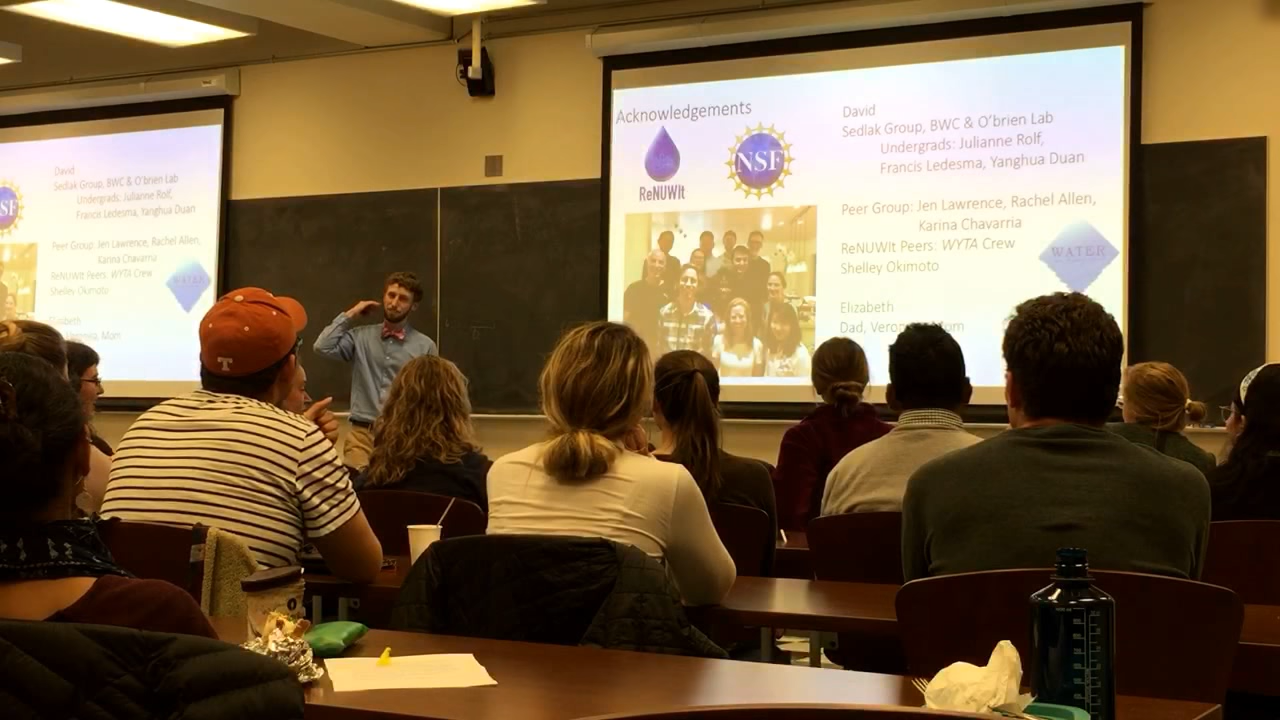 David
Sedlak Group, BWC & O'brien Lab
Undergrads: Julianne Rolf,
Francis Ledesma, Yanghua Duan
Peer Group: Jen Lawrence, Rachel Allen,
Karina Chavarria
ReNUWIt Peers: WYTA Crew
Shelley Okimoto
WATER
Mom
T
Acknowledgements
ReNUWIt
NSF
David
Sedlak Group, BWC & O'brien Lab
Undergrads: Julianne Rolf,
Francis Ledesma, Yanghua Duan
Peer Group: Jen Lawrence, Rachel Allen,
Karina Chavarria
ReNUWIt Peers: WYTA Crew
Shelley Okimoto
WATER
Elizabeth
Dad, Mom